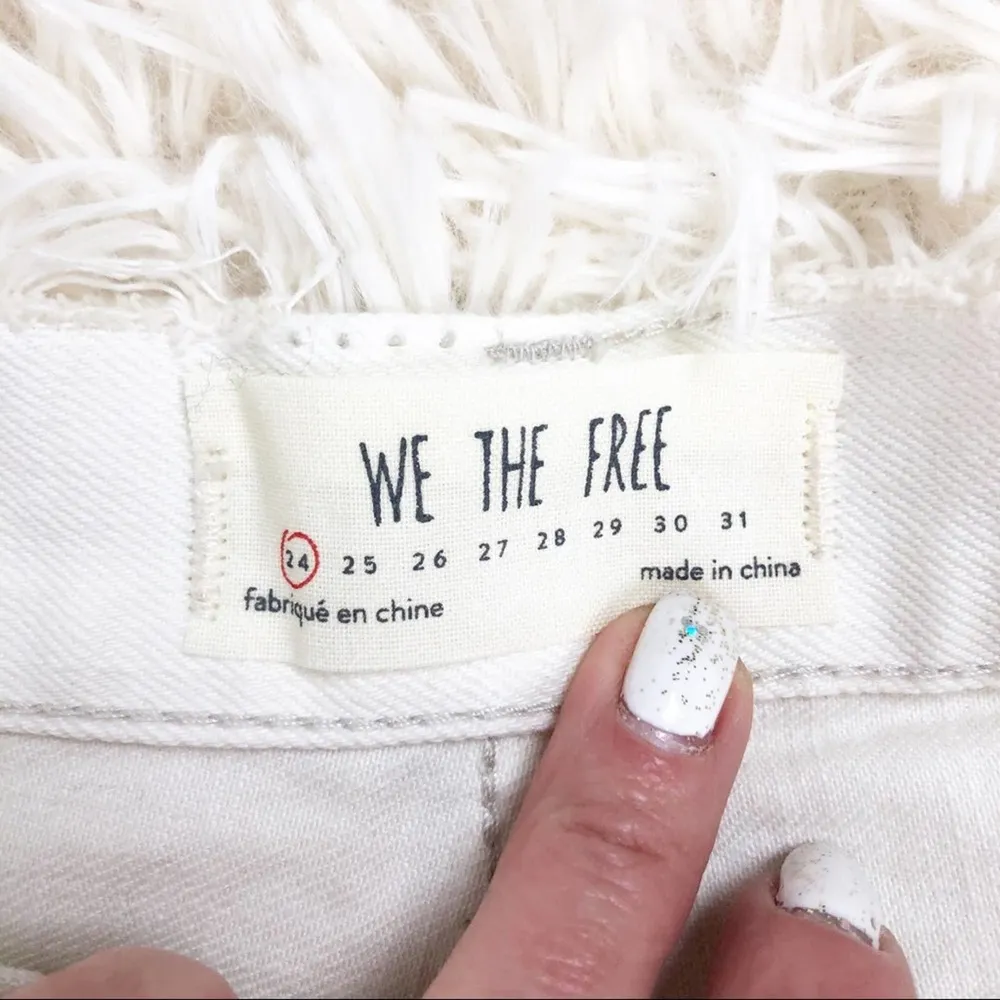 WE THE FREE
24 25 26 27 28 29 30 31
fabriqué en chine
made in china